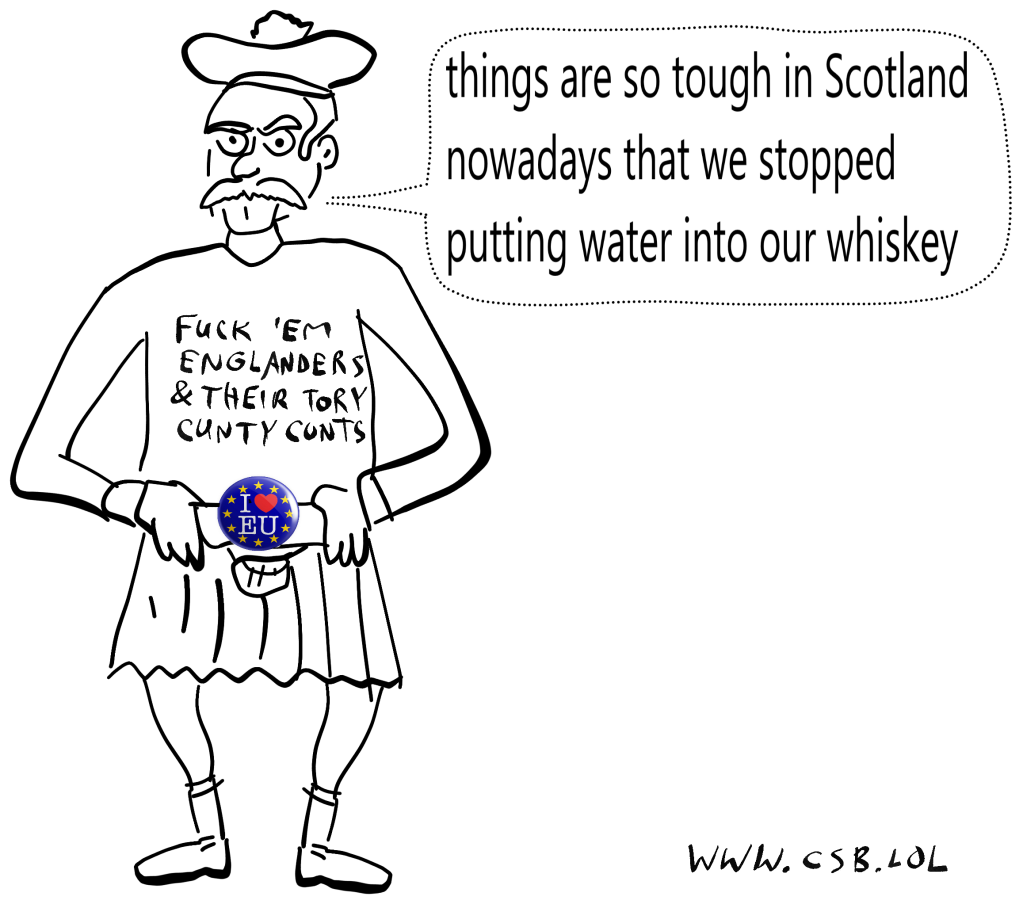 things are so tough in Scotland
nowadays that we stopped
putting water into our whiskey
FUCK 'EM
ENGLANDERS
& THEIR TORY
CUNTY CUNTS
I ❤ EU
WWW.CSB.LOL